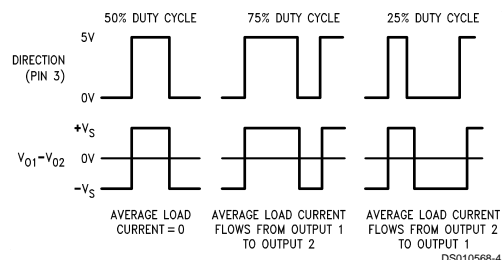 50% DUTY CYCLE 75% DUTY CYCLE 25% DUTY CYCLE
5V
DIRECTION
(PIN 3)
0V
+VS
VO1−VO2 0V
−VS
AVERAGE LOAD
CURRENT = 0
AVERAGE LOAD CURRENT
FLOWS FROM OUTPUT 1
TO OUTPUT 2
AVERAGE LOAD CURRENT
FLOWS FROM OUTPUT 2
TO OUTPUT 1
DS010568-4